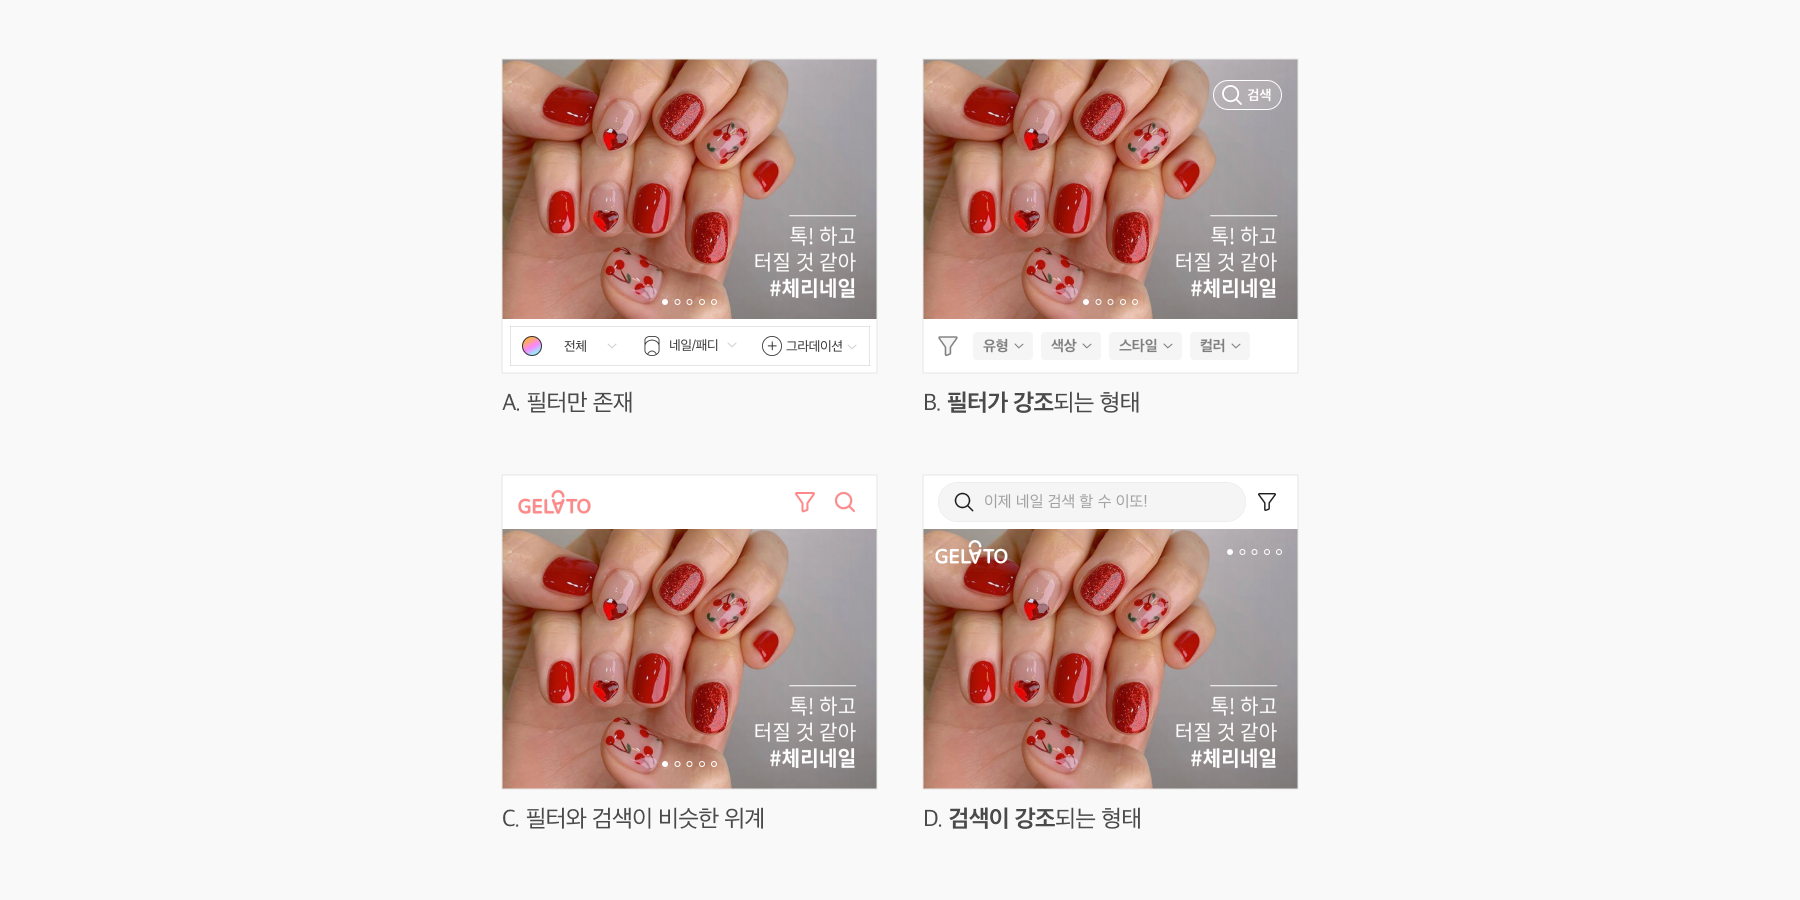 톡! 하고
터질 것 같아
#체리네일
전체
네일/패디
그라데이션
A. 필터만 존재
검색
톡! 하고
터질 것 같아
#체리네일
유형
색상
스타일
컬러
B. 필터가 강조되는 형태
GELATO
톡! 하고
터질 것 같아
#체리네일
C. 필터와 검색이 비슷한 위계
이제 네일 검색 할 수 이또!
GELATO
톡! 하고
터질 것 같아
#체리네일
D. 검색이 강조되는 형태